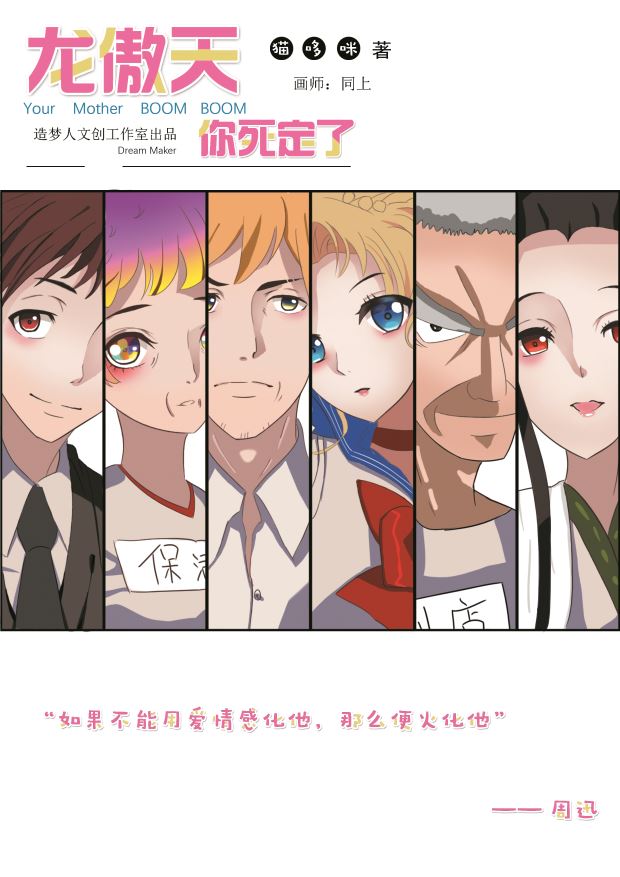 龙傲天
猫哆咪 著
画师：同上
Your Mother BOOM BOOM
造梦人文创工作室出品
Dream Maker
你死定了
保洁
店
“如果不能用爱情感化他，那么便火化他”
—— 周迅